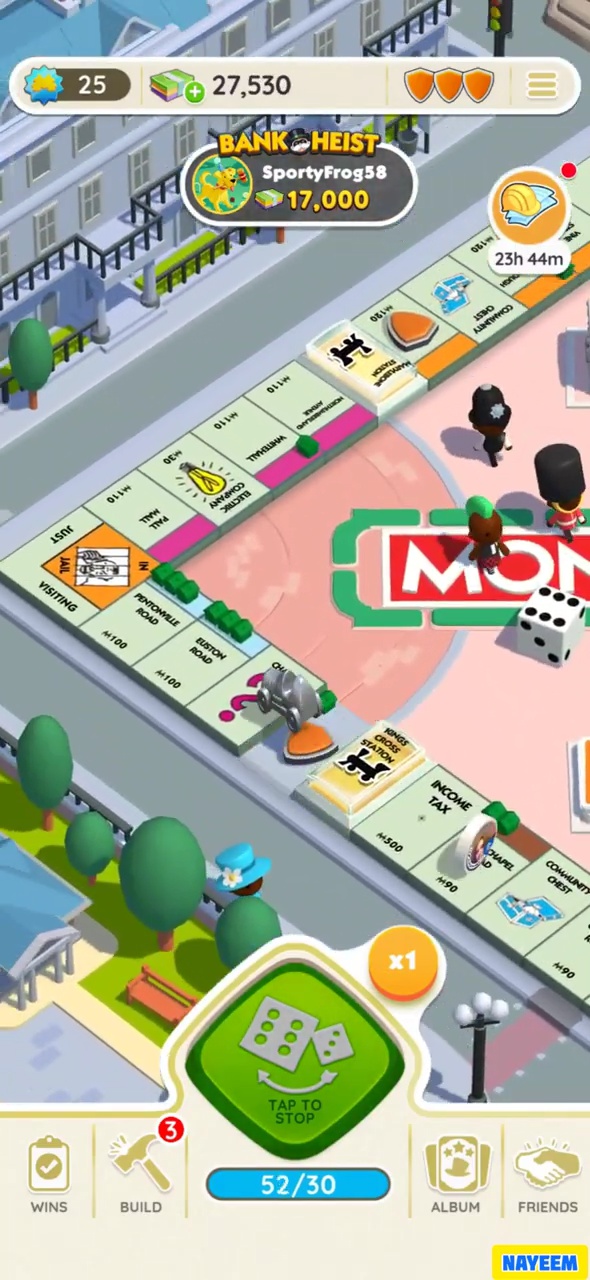 25
27,530
BANK HEIST
SportyFrog58
17,000
23h 44m
M120
COMMUNITY
CHEST
M120
MARYLEBONE
STATION
M110
NORTHUMBERLAND
AVENUE
M110
WHITEHALL
M30
ELECTRIC
COMPANY
M110
PALL
MALL
JUST
VISITING
IN
JAIL
PENTONVILLE
ROAD
M100
EUSTON
ROAD
M100
MON
KINGS
CROSS
STATION
INCOME
TAX
M500
M90
COMMUNITY
CHEST
M90
x1
TAP TO
STOP
3
52/30
WINS
BUILD
ALBUM
FRIENDS
NAYEEM